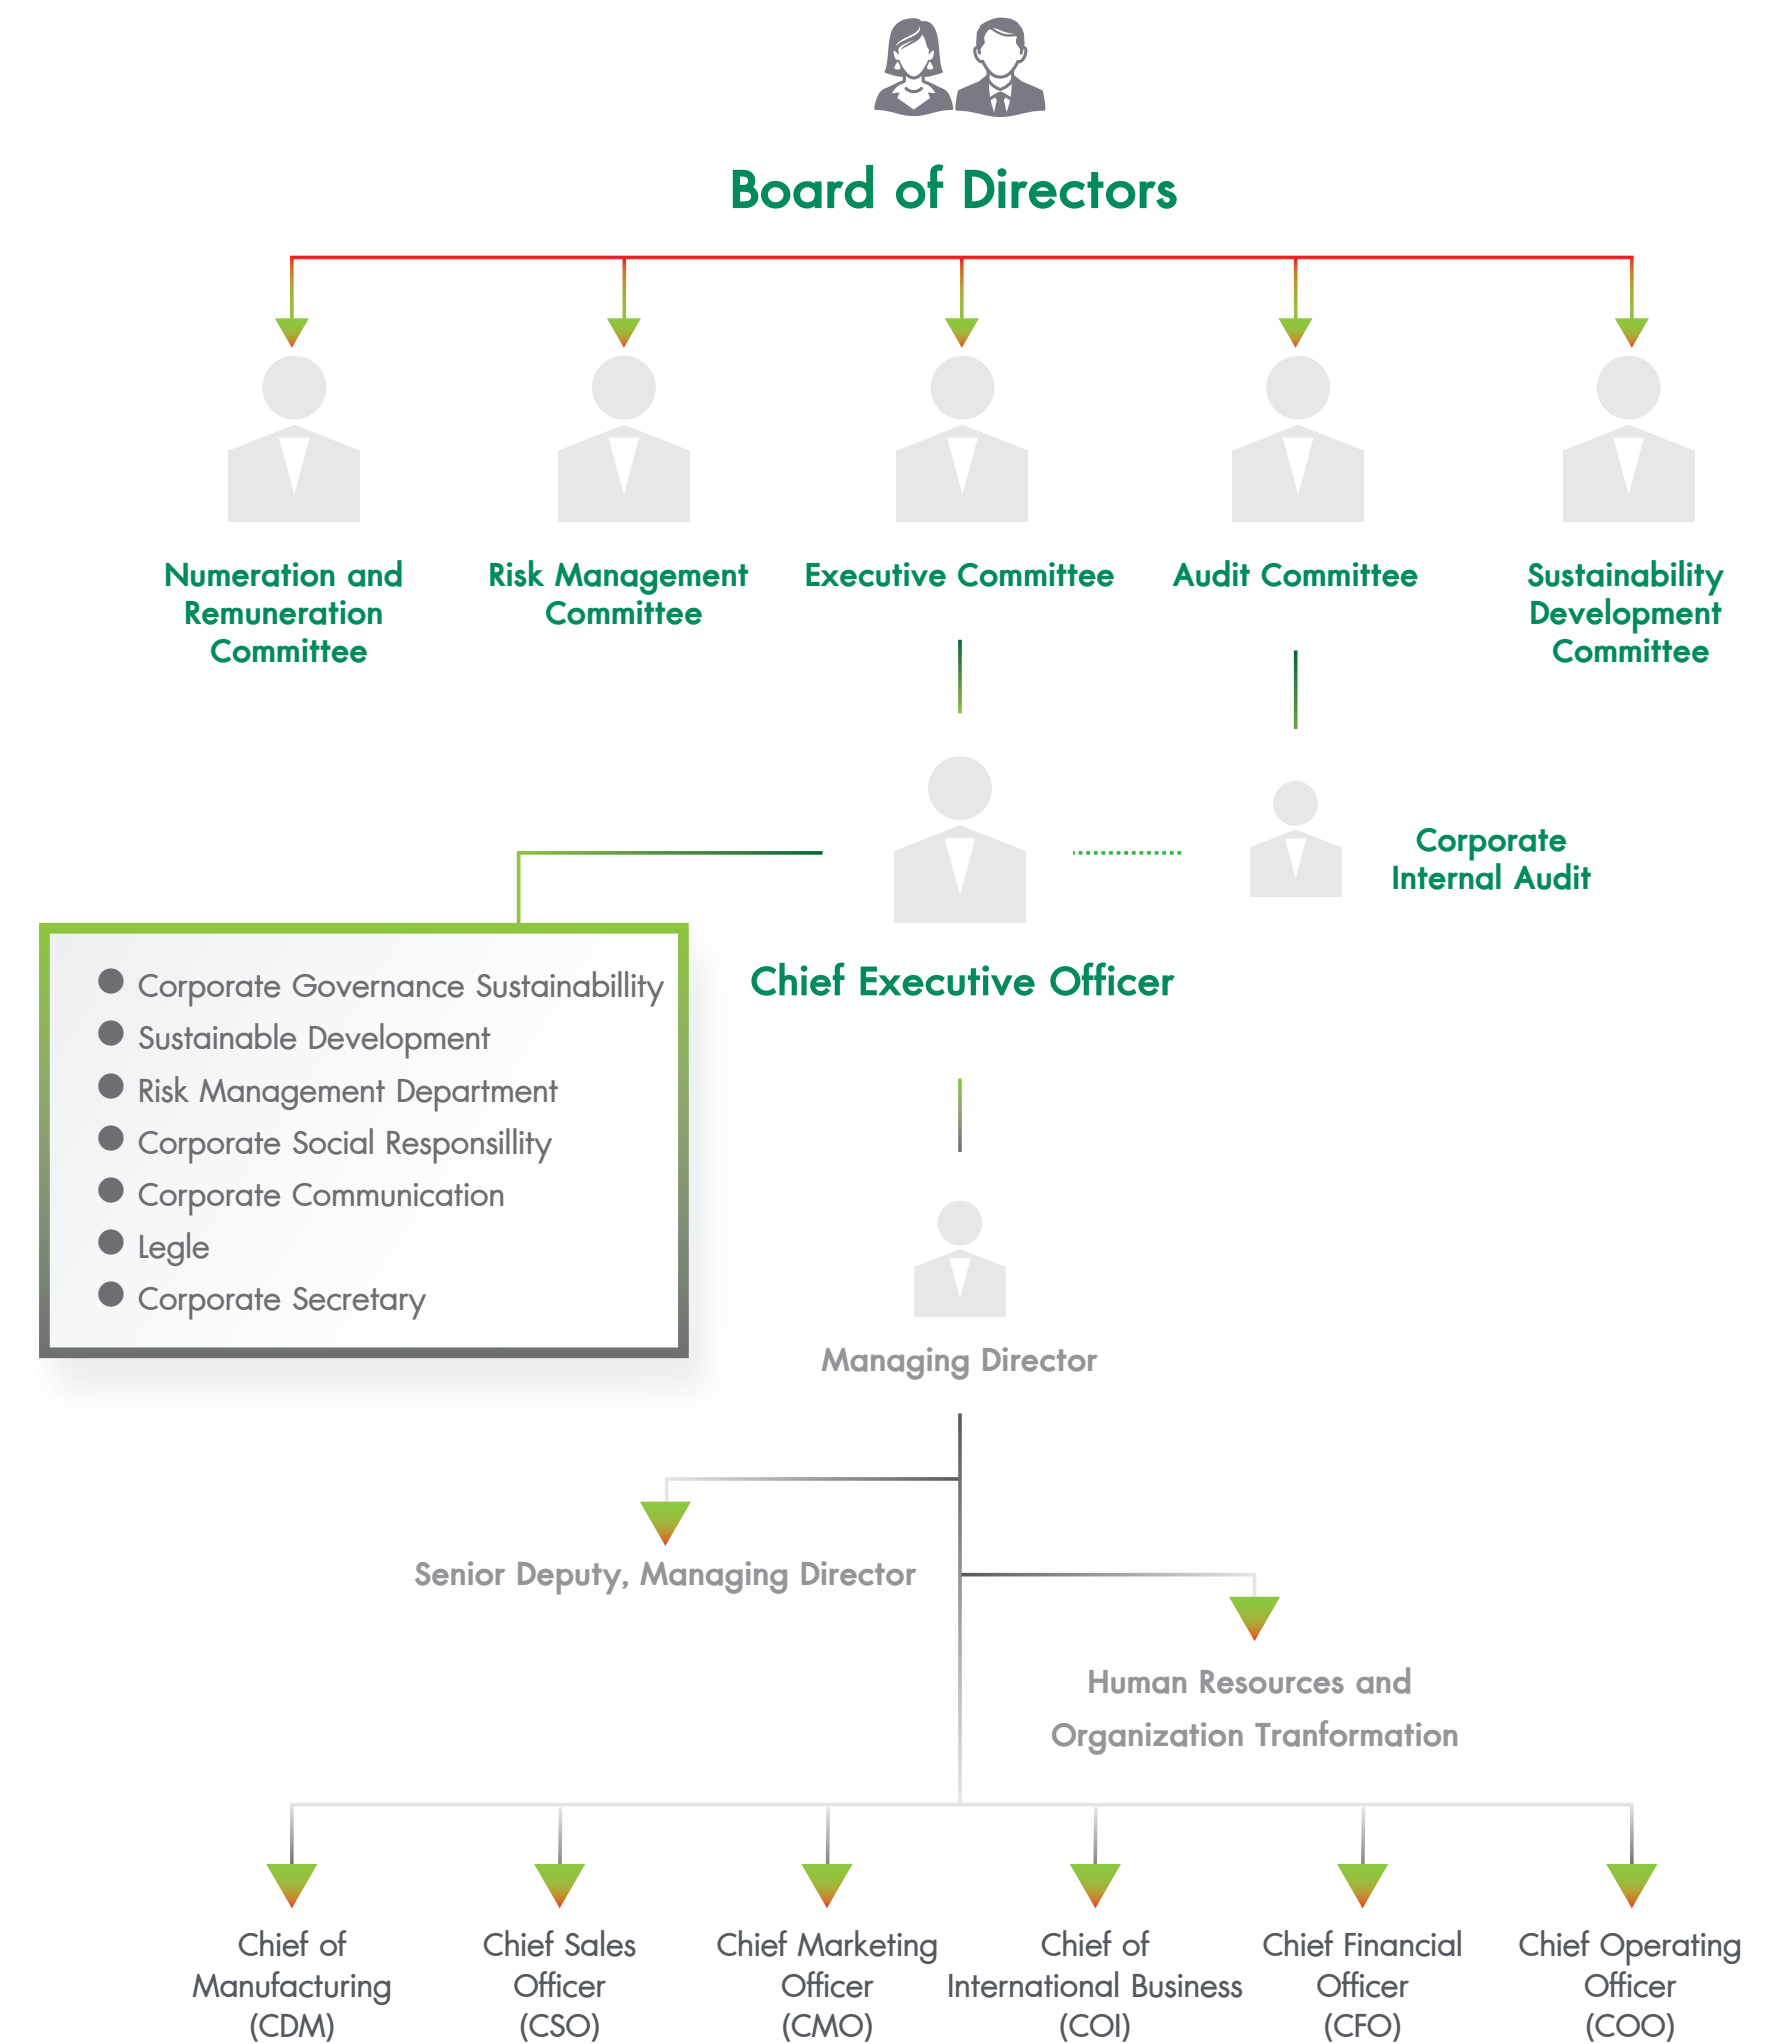 Board of Directors
Numeration and
Remuneration
Committee
Risk Management
Committee
Executive Committee
Audit Committee
Sustainability
Development
Committee
Corporate
Internal Audit
Chief Executive Officer
Corporate Governance Sustainabillity
Sustainable Development
Risk Management Department
Corporate Social Responsillity
Corporate Communication
Legle
Corporate Secretary
Managing Director
Senior Deputy, Managing Director
Human Resources and
Organization Tranformation
Chief of
Manufacturing
(CDM)
Chief Sales
Officer
(CSO)
Chief Marketing
Officer
(CMO)
Chief of
International Business
(COI)
Chief Financial
Officer
(CFO)
Chief Operating
Officer
(COO)